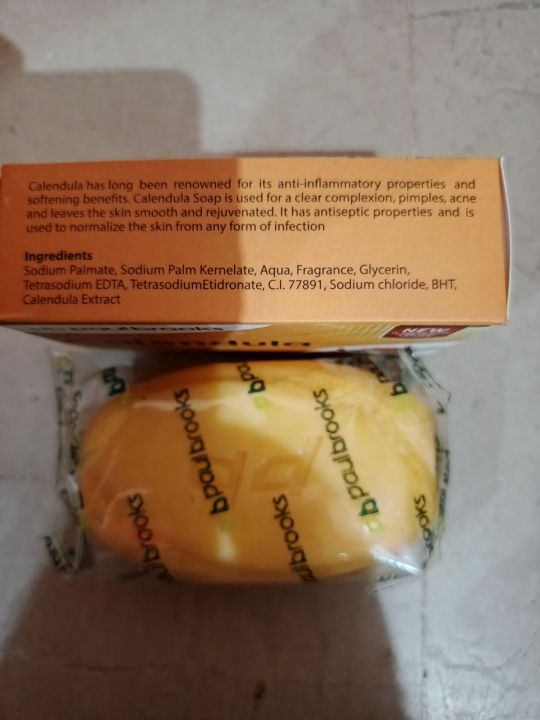 Calendula has long been renowned for its anti-inflammatory properties and
softening benefits. Calendula Soap is used for a clear complexion, pimples, acne
and leaves the skin smooth and rejuvenated. It has antiseptic properties and is
used to normalize the skin from any form of infection
Ingredients
Sodium Palmate, Sodium Palm Kernelate, Aqua, Fragrance, Glycerin,
Tetrasodium EDTA, TetrasodiumEtidronate, C.I. 77891, Sodium chloride, BHT,
Calendula Extract
paulbrooks
NEW
paulbrooks
paulbrooks
brooks
ulbrooks